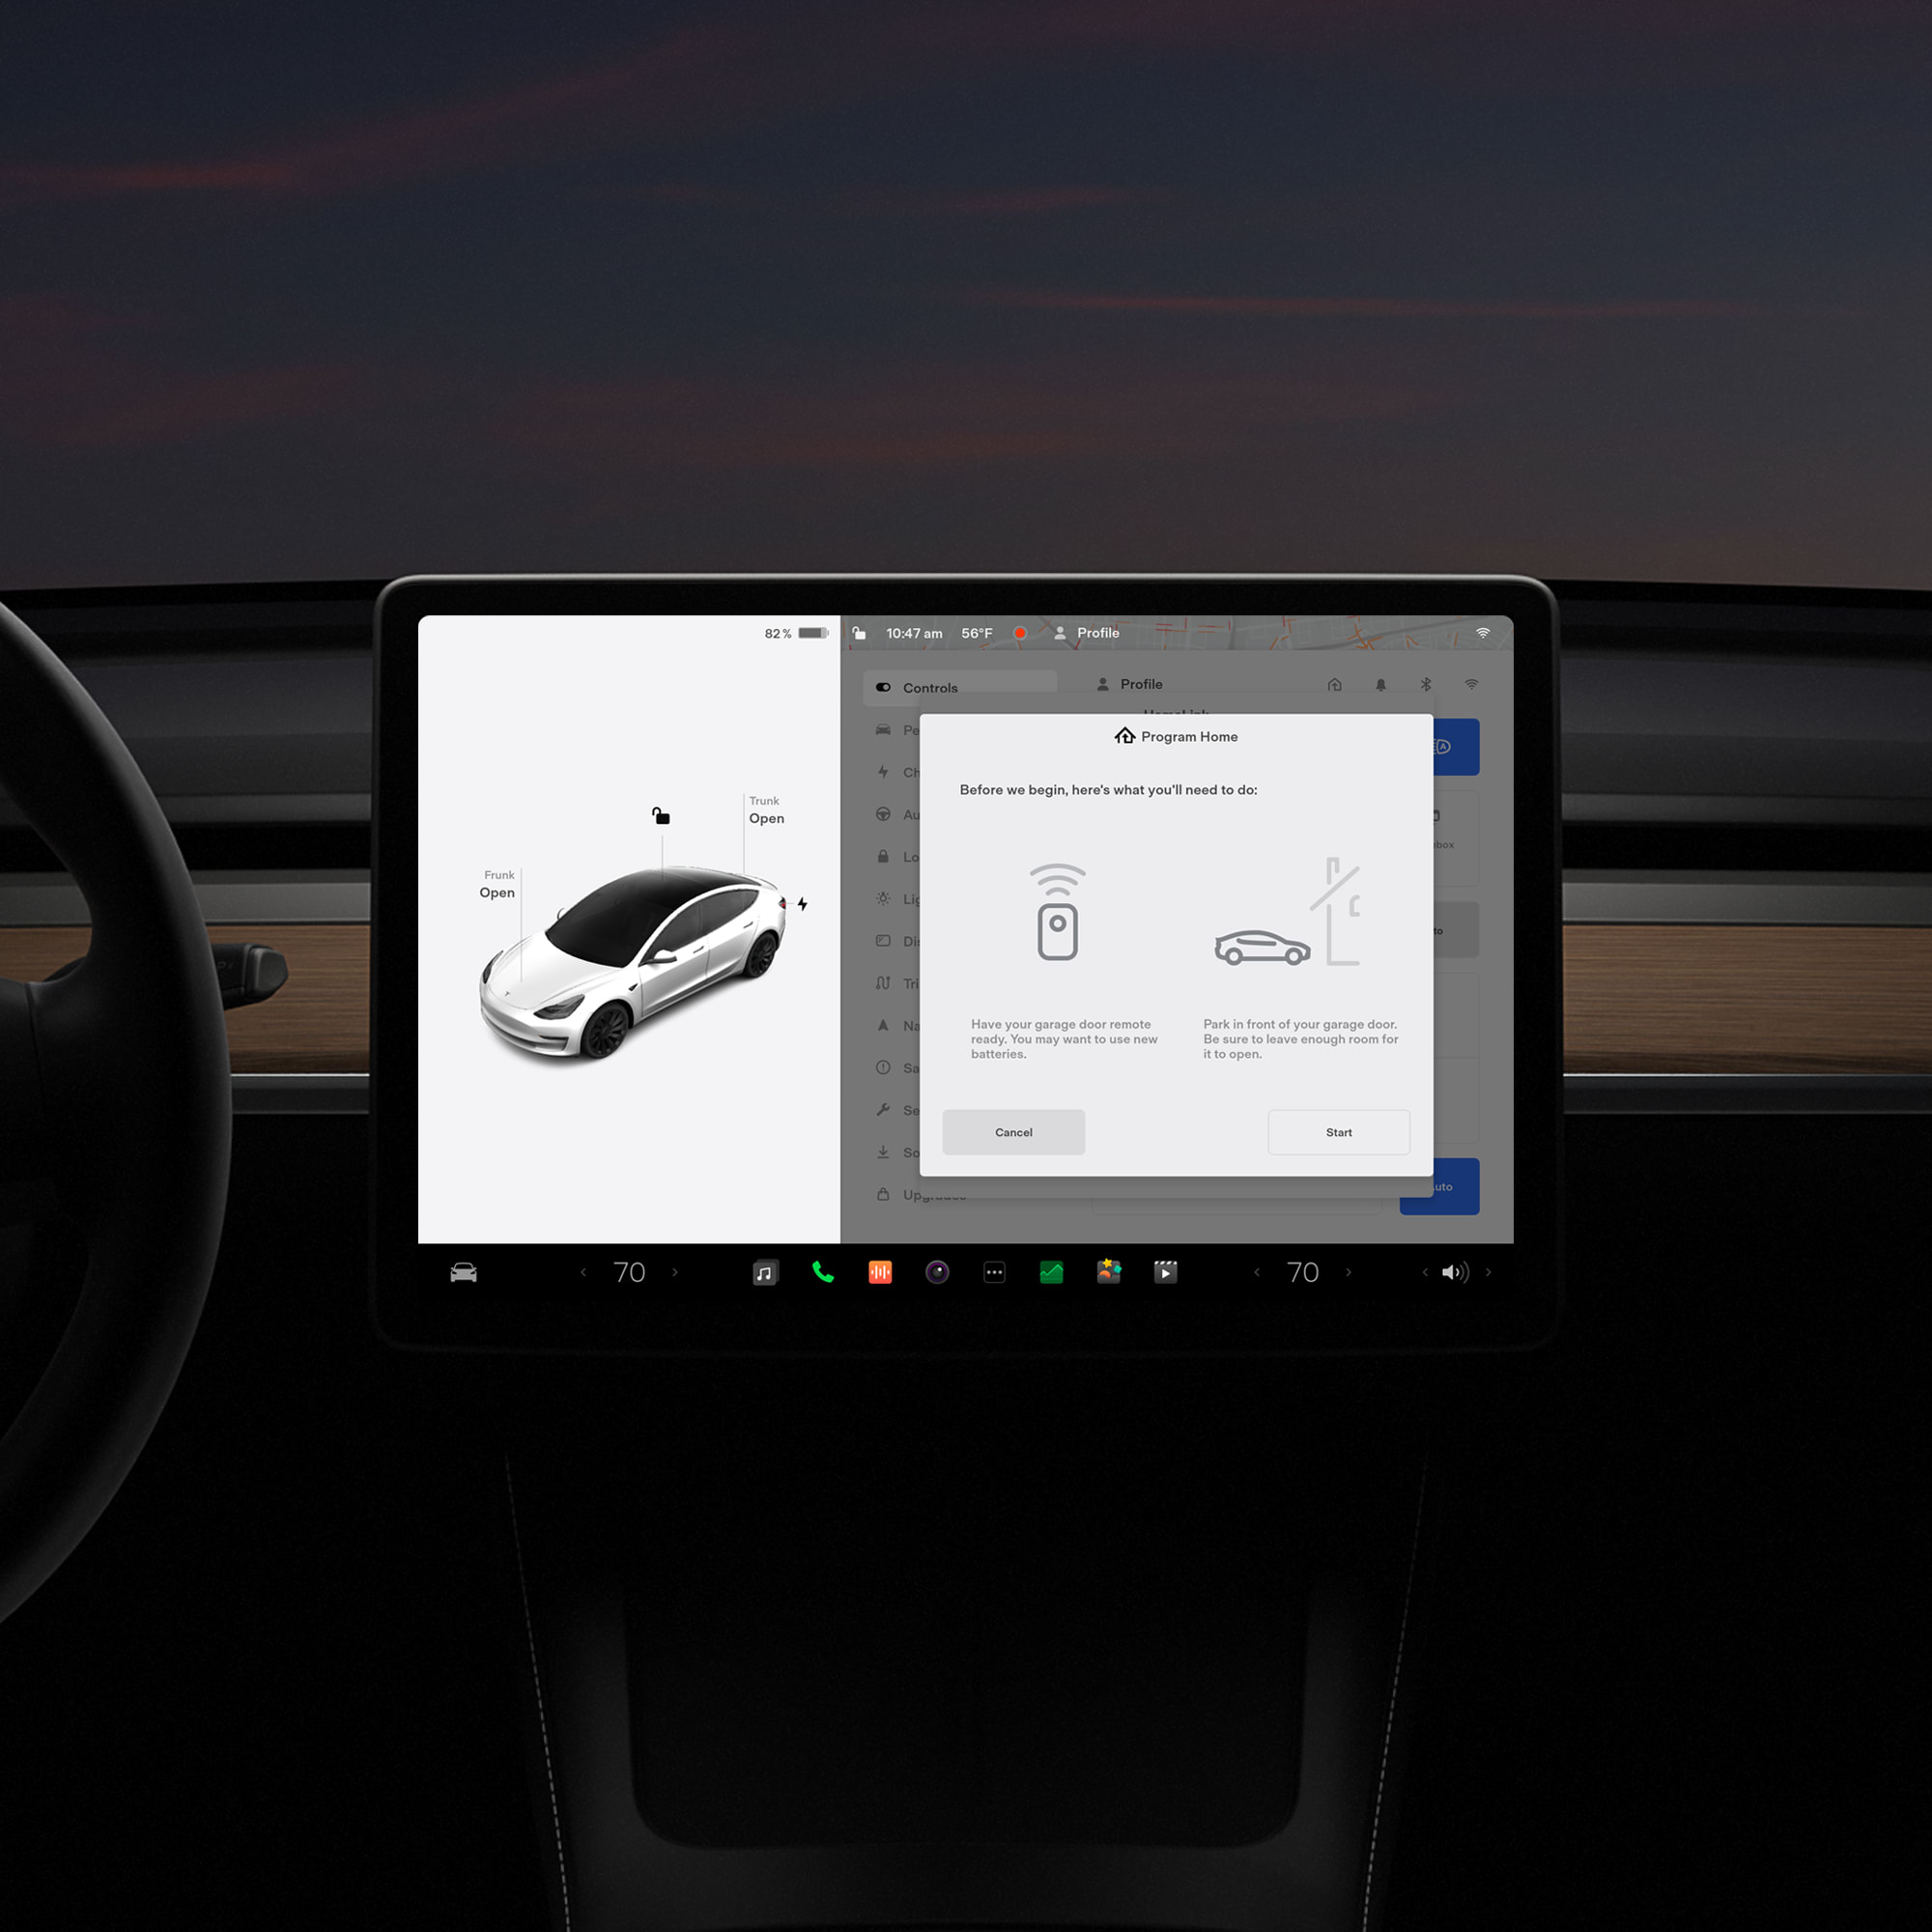 82 %
10:47 am
56°F
Profile
Controls
Profile
HomeLink
Program Home
Before we begin, here's what you'll need to do:
Have your garage door remote
ready. You may want to use new
batteries.
Park in front of your garage door.
Be sure to leave enough room for
it to open.
Cancel
Start
Upgrades
Trunk
Open
Frunk
Open
70
70